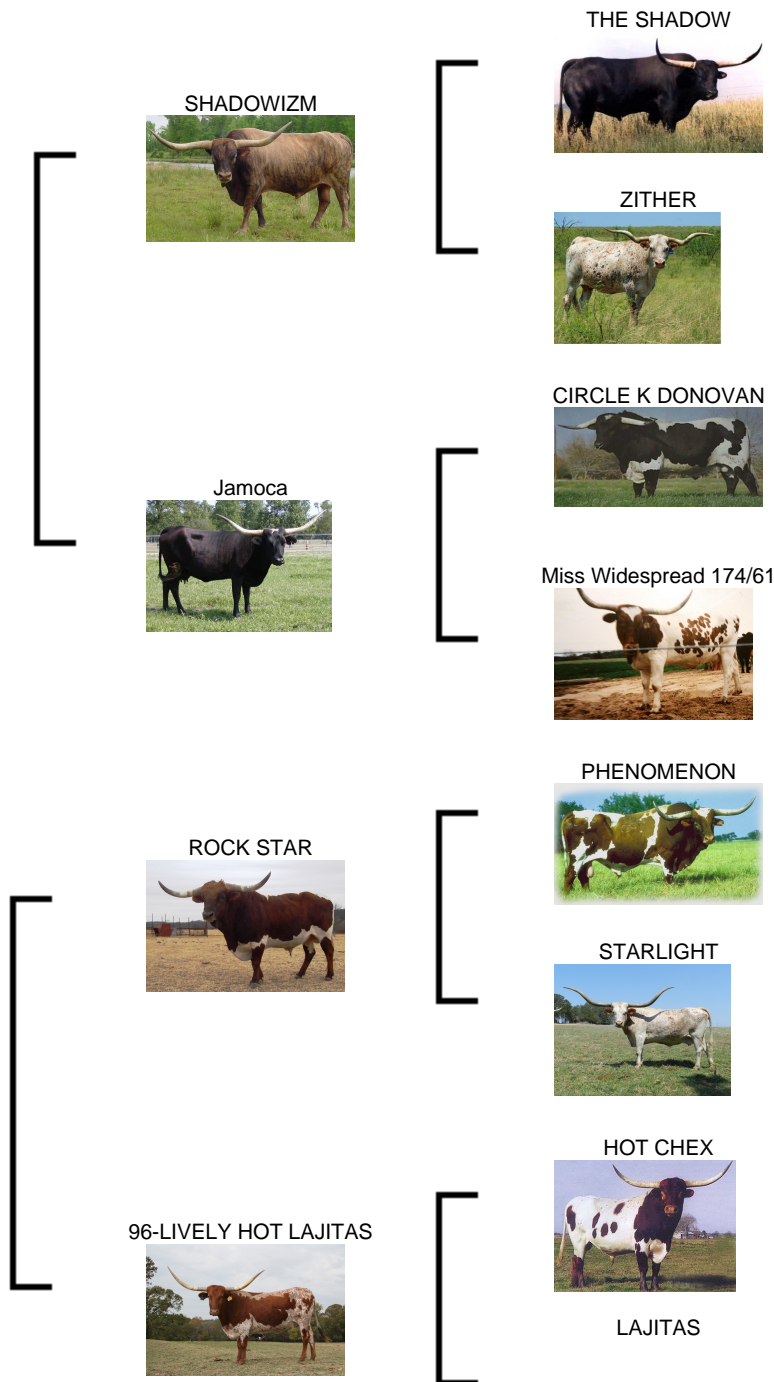 THE SHADOW
SHADOWIZM
ZITHER
CIRCLE K DONOVAN
Jamoca
Miss Widespread 174/61
PHENOMENON
ROCK STAR
STARLIGHT
HOT CHEX
96-LIVELY HOT LAJITAS
LAJITAS